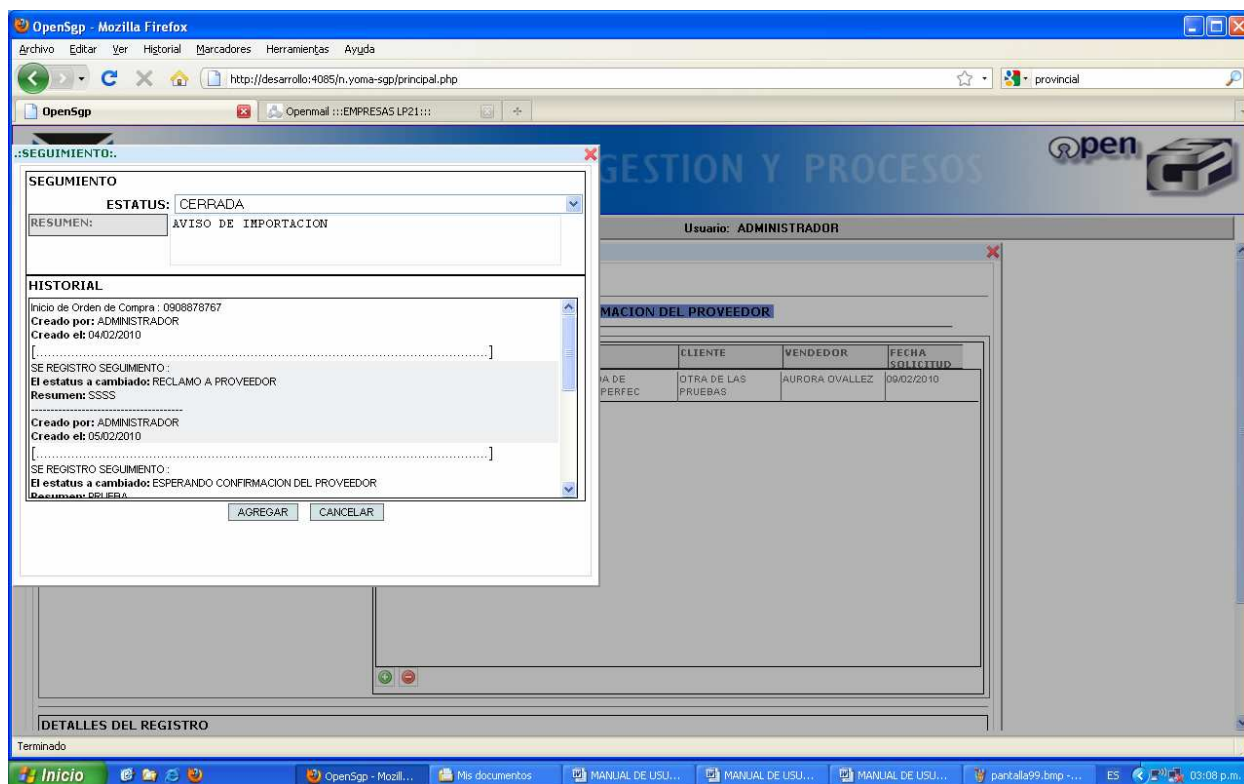 OpenSgp - Mozilla Firefox
Archivo Editar Ver Historial Marcadores Herramientas Ayuda
http://desarrollo:4085/n.yoma-sgp/principal.php
provincial
OpenSgp
Openmail :::EMPRESAS LP21:::
.:SEGUIMIENTO:.
GESTION Y PROCESOS
Open
SEGUMIENTO
ESTATUS: CERRADA
RESUMEN: AVISO DE IMPORTACION
Usuario: ADMINISTRADOR
HISTORIAL
Inicio de Orden de Compra : 0908878767
Creado por: ADMINISTRADOR
Creado el: 04/02/2010
[...............................................................................................................]
SE REGISTRO SEGUIMIENTO :
El estatus a cambiado: RECLAMO A PROVEEDOR
Resumen: SSSS
----------------------------------------
Creado por: ADMINISTRADOR
Creado el: 05/02/2010
[...............................................................................................................]
SE REGISTRO SEGUIMIENTO :
El estatus a cambiado: ESPERANDO CONFIRMACION DEL PROVEEDOR
Resumen: PRUEBA
AGREGAR CANCELAR
MACION DEL PROVEEDOR
CLIENTE VENDEDOR FECHA
SOLICITUD
A DE OTRA DE LAS AURORA OVALLEZ 09/02/2010
PERFEC PRUEBAS
DETALLES DEL REGISTRO
Terminado
Inicio OpenSgp - Mozill... Mis documentos MANUAL DE USU... MANUAL DE USU... MANUAL DE USU... pantalla99.bmp -... ES 03:08 p.m.